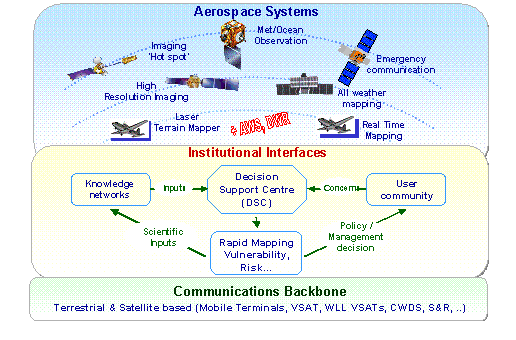 Aerospace Systems
Met/Ocean
Observation
Imaging
'Hot spot'
Emergency
communication
High
Resolution Imaging
All weather
mapping
Laser
Terrain Mapper
+ AWS, DWR
Real Time
Mapping
Institutional Interfaces
Knowledge
networks
Inputs
Decision
Support Centre
(DSC)
Concerns
User
community
Scientific
Inputs
Rapid Mapping
Vulnerability,
Risk...
Policy /
Management
decision
Communications Backbone
Terrestrial & Satellite based (Mobile Terminals, VSAT, WLL VSATs, CWDS, S&R, ..)